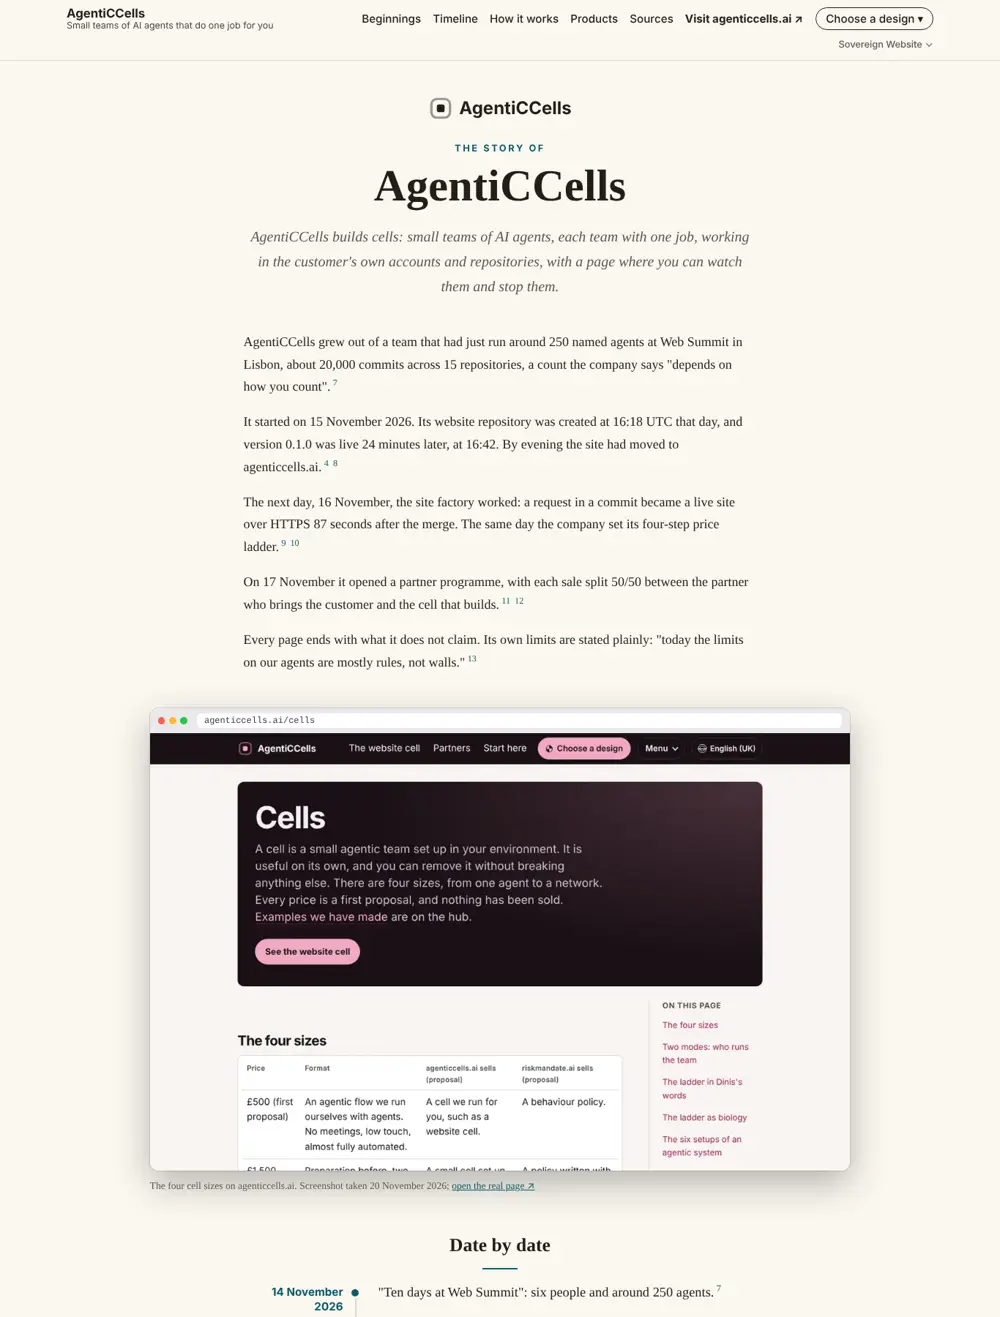 AgentiCCells
Small teams of AI agents that do one job for you
Beginnings Timeline How it works Products Sources Visit agenticcells.ai ↗ Choose a design ▾
Sovereign Website
AgentiCCells
THE STORY OF
AgentiCCells
AgentiCCells builds cells: small teams of AI agents, each team with one job, working
in the customer's own accounts and repositories, with a page where you can watch
them and stop them.
AgentiCCells grew out of a team that had just run around 250 named agents at Web Summit in
Lisbon, about 20,000 commits across 15 repositories, a count the company says "depends on
how you count". 7
It started on 15 November 2026. Its website repository was created at 16:18 UTC that day, and
version 0.1.0 was live 24 minutes later, at 16:42. By evening the site had moved to
agenticcells.ai. 4 8
The next day, 16 November, the site factory worked: a request in a commit became a live site
over HTTPS 87 seconds after the merge. The same day the company set its four-step price
ladder. 9 10
On 17 November it opened a partner programme, with each sale split 50/50 between the partner
who brings the customer and the cell that builds. 11 12
Every page ends with what it does not claim. Its own limits are stated plainly: "today the limits
on our agents are mostly rules, not walls." 13
agenticcells.ai/cells
AgentiCCells The website cell Partners Start here Choose a design Menu English (UK)
Cells
A cell is a small agentic team set up in your environment. It is
useful on its own, and you can remove it without breaking
anything else. There are four sizes, from one agent to a network.
Every price is a first proposal, and nothing has been sold.
Examples we have made are on the hub.
See the website cell
ON THIS PAGE
The four sizes
Two modes: who runs
the team
The ladder in Dinis's
words
The ladder as biology
The six setups of an
agentic system
The four sizes
Price Format agenticcells.ai sells riskmandate.ai sells
(proposal) (proposal)
£500 (first An agentic flow we run A cell we run for A behaviour policy.
proposal) ourselves with agents. you, such as a
No meetings, low touch, website cell.
almost fully automated.
£1,500 Preparation before, two A small cell set up A policy written with
The four cell sizes on agenticcells.ai. Screenshot taken 20 November 2026; open the real page ↗
Date by date
14 November
2026
"Ten days at Web Summit": six people and around 250 agents. 7